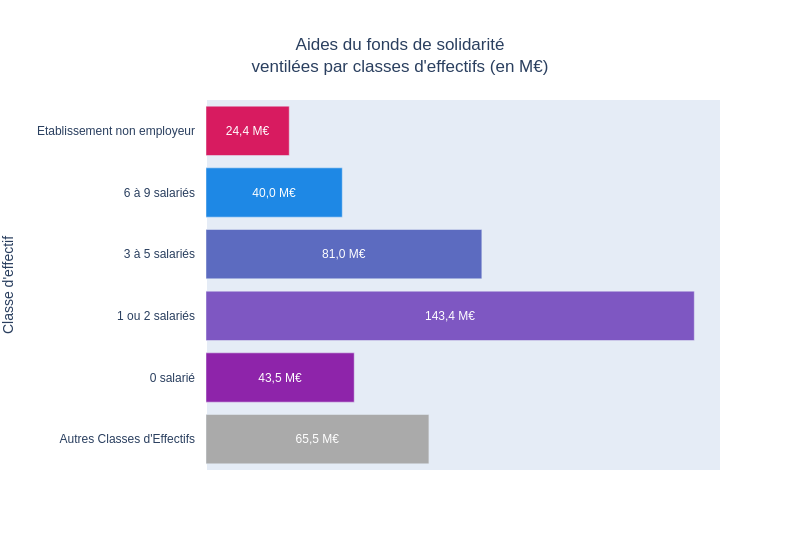 Aides du fonds de solidarité
ventilées par classes d'effectifs (en M€)
Classe d'effectif
Etablissement non employeur
24,4 M€
6 à 9 salariés
40,0 M€
3 à 5 salariés
81,0 M€
1 ou 2 salariés
143,4 M€
0 salarié
43,5 M€
Autres Classes d'Effectifs
65,5 M€